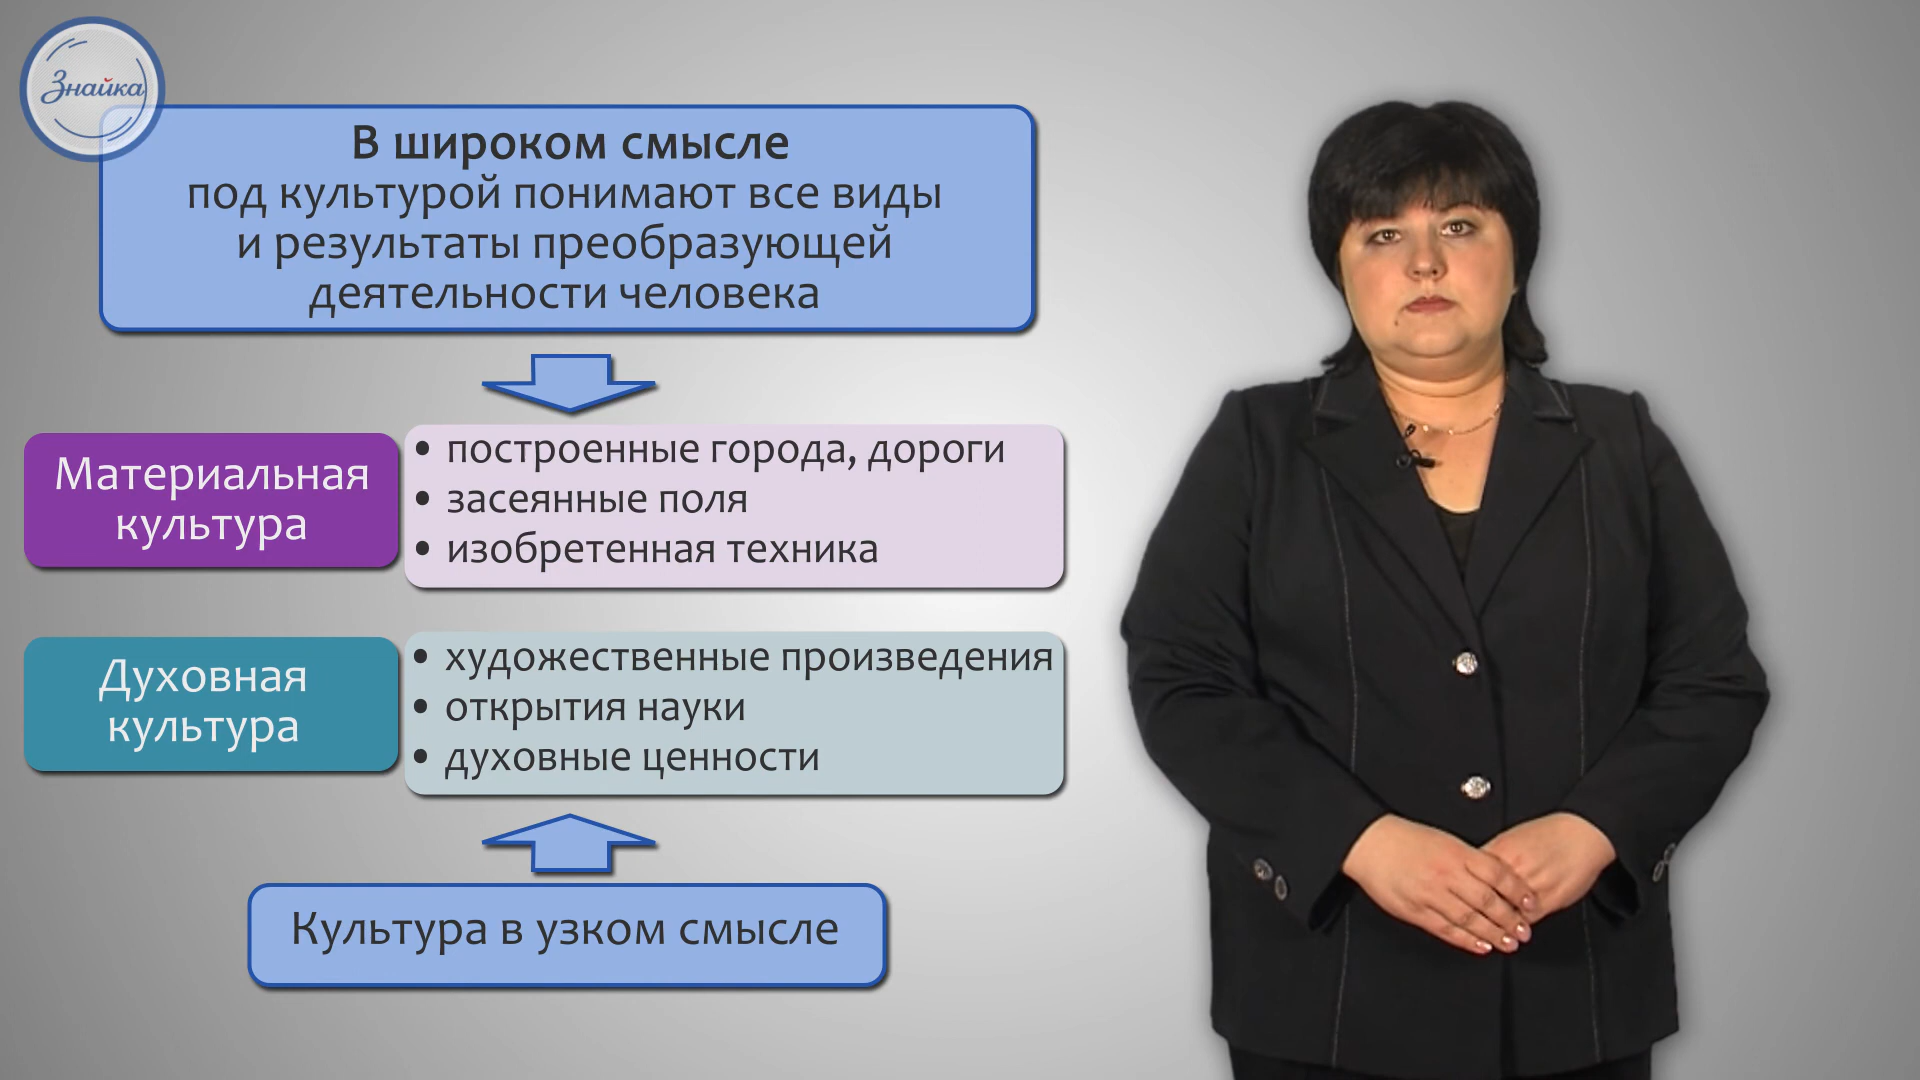 Знайка
В широком смысле
под культурой понимают все виды
и результаты преобразующей
деятельности человека
Материальная
культура
• построенные города, дороги
• засеянные поля
• изобретенная техника
Духовная
культура
• художественные произведения
• открытия науки
• духовные ценности
Культура в узком смысле